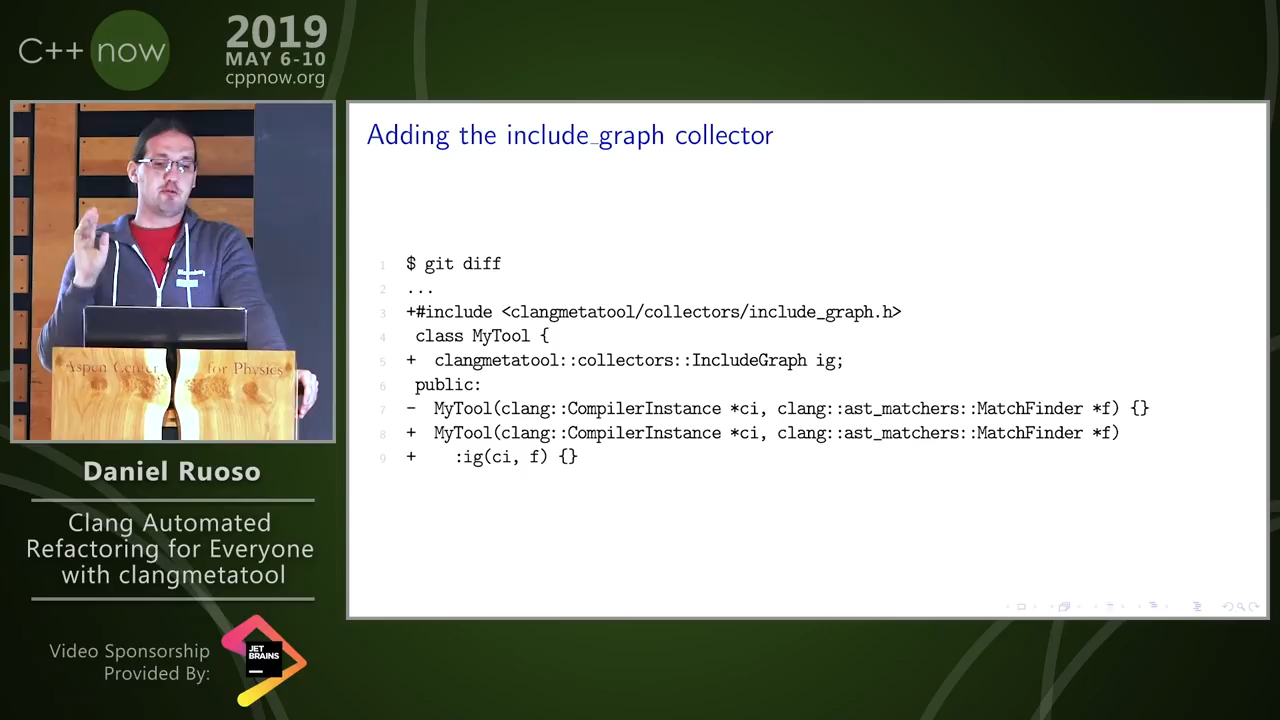 C++ now
2019
MAY 6-10
cppnow.org
Aspen Center for Physics
Daniel Ruoso
Clang Automated
Refactoring for Everyone
with clangmetatool
Video Sponsorship
Provided By:
JET
BRAINS
Adding the include_graph collector
1 $ git diff
2 ...
3 +#include <clangmetatool/collectors/include_graph.h>
4 class MyTool {
5 + clangmetatool::collectors::IncludeGraph ig;
6 public:
7 - MyTool(clang::CompilerInstance *ci, clang::ast_matchers::MatchFinder *f) {}
8 + MyTool(clang::CompilerInstance *ci, clang::ast_matchers::MatchFinder *f)
9 + :ig(ci, f) {}